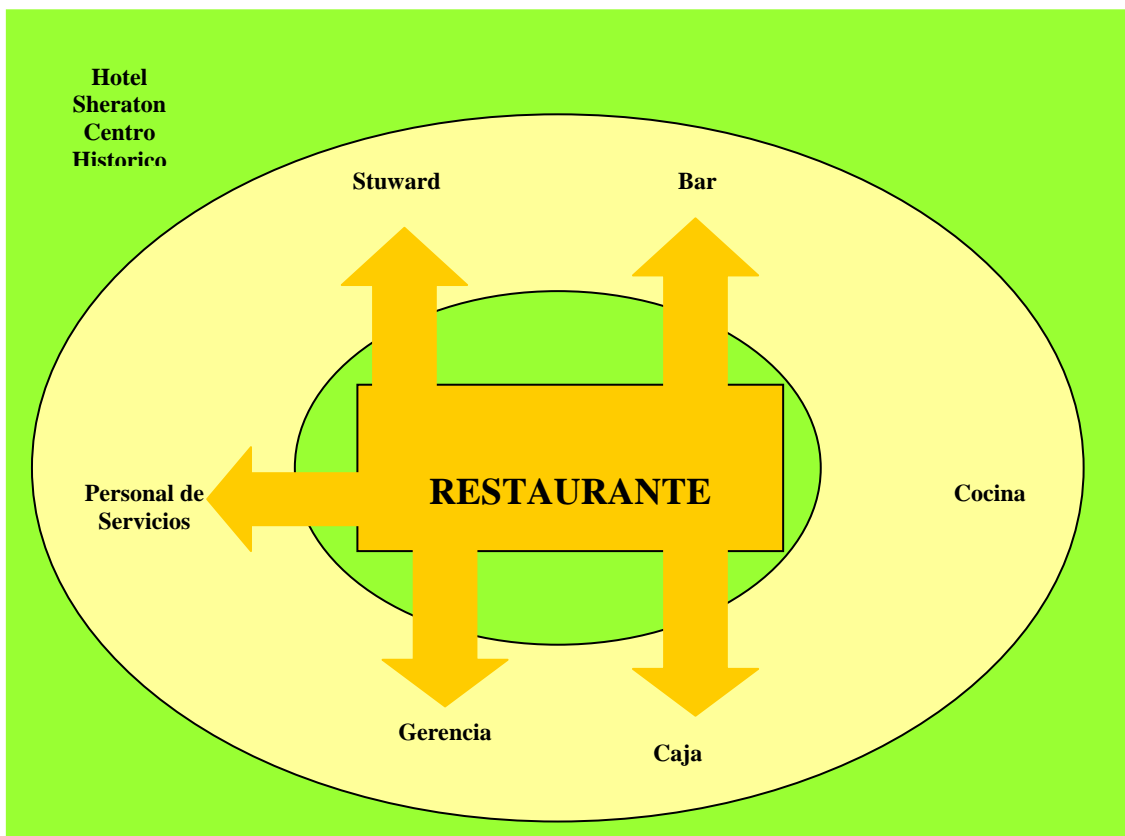 Hotel
Sheraton
Centro
Historico
Stuward
Bar
Personal de
Servicios
RESTAURANTE
Cocina
Gerencia
Caja